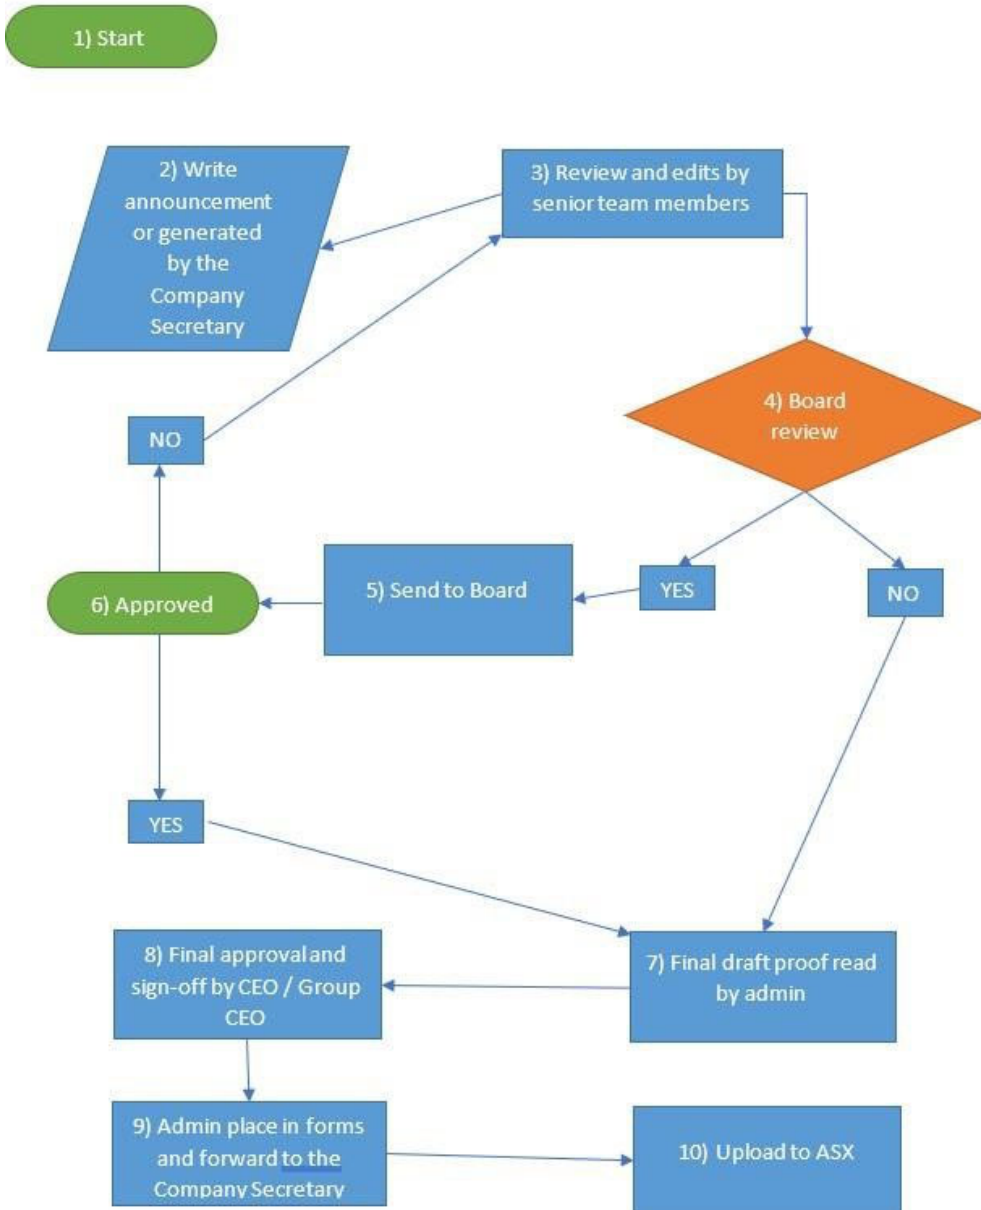 1) Start
2) Write
announcement
or generated
by the
Company
Secretary
3) Review and edits by
senior team members
4) Board
review
NO
5) Send to Board
YES
NO
6) Approved
YES
7) Final draft proof read
by admin
8) Final approval and
sign-off by CEO / Group
CEO
9) Admin place in forms
and forward to the
Company Secretary
10) Upload to ASX